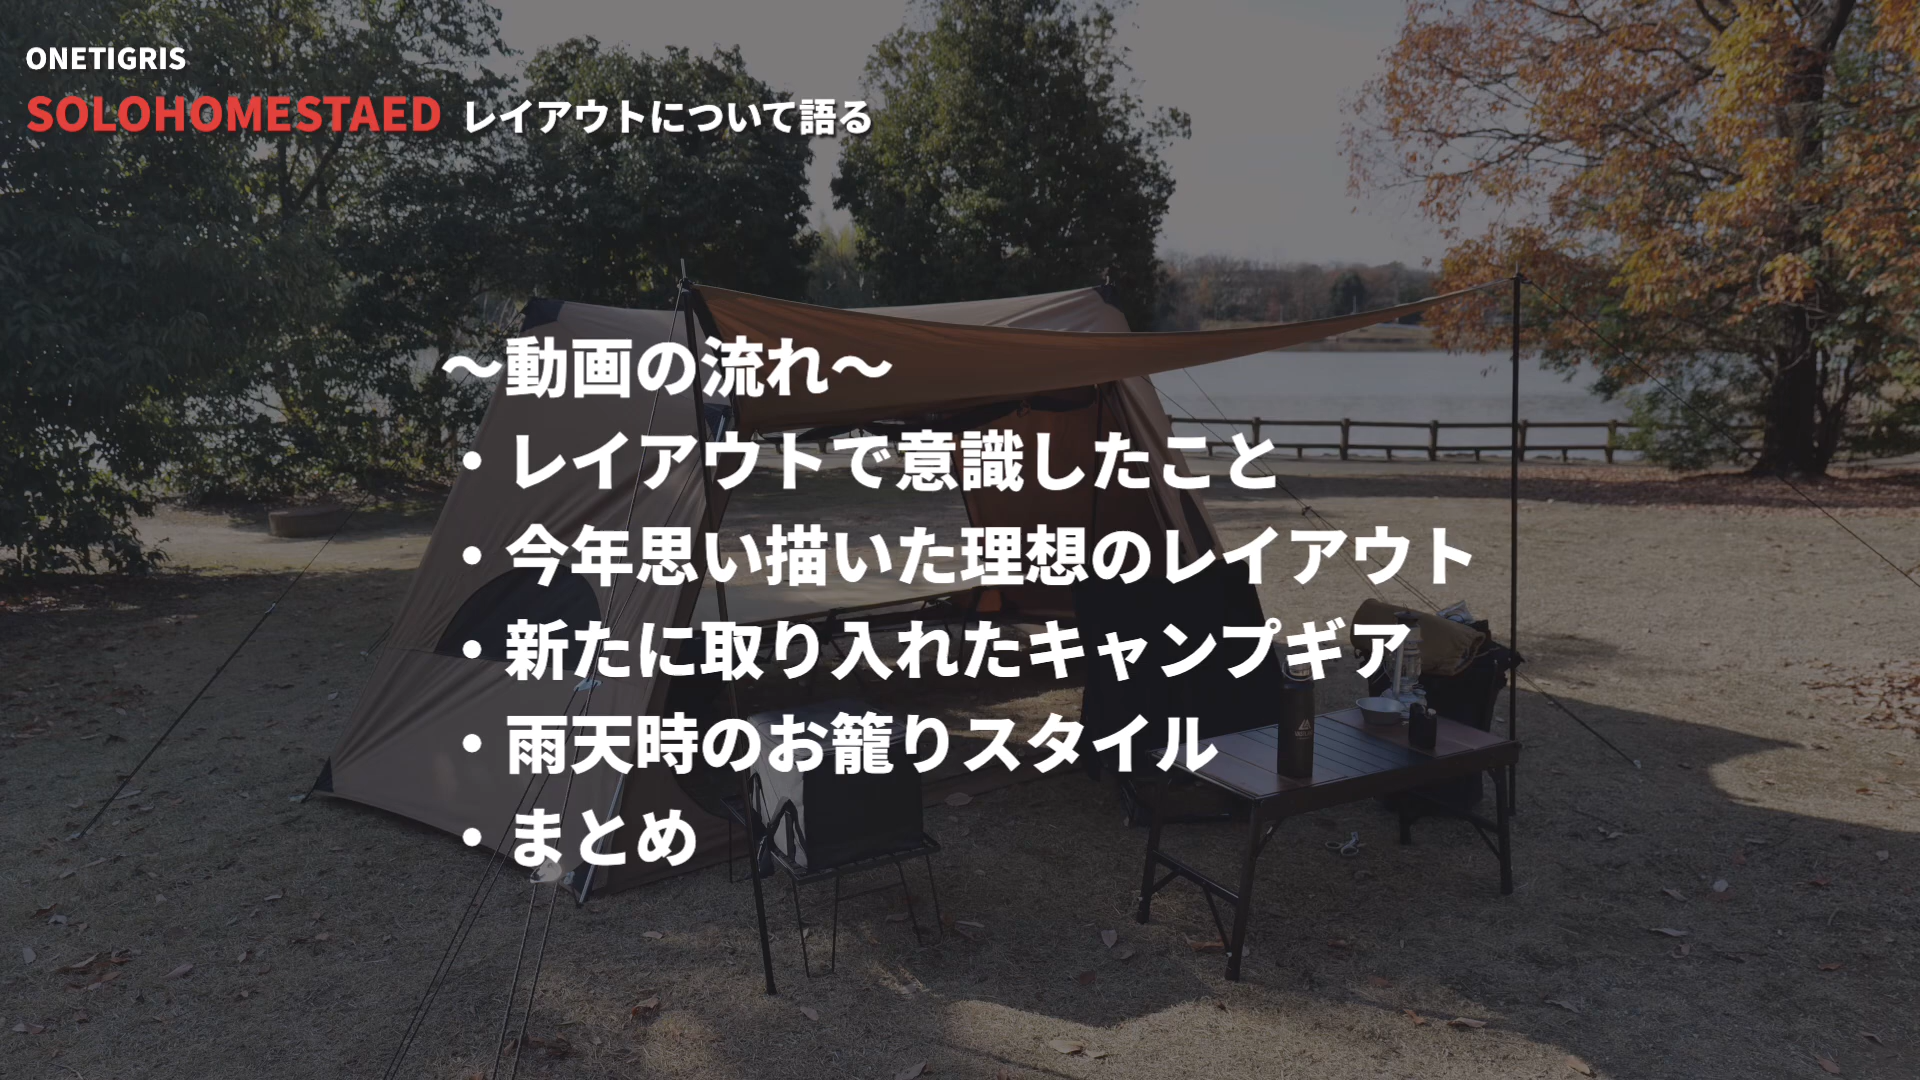 ONETIGRIS
SOLOHOMESTAED レイアウトについて語る
～動画の流れ～
・レイアウトで意識したこと
・今年思い描いた理想のレイアウト
・新たに取り入れたキャンプギア
・雨天時のお籠りスタイル
・まとめ